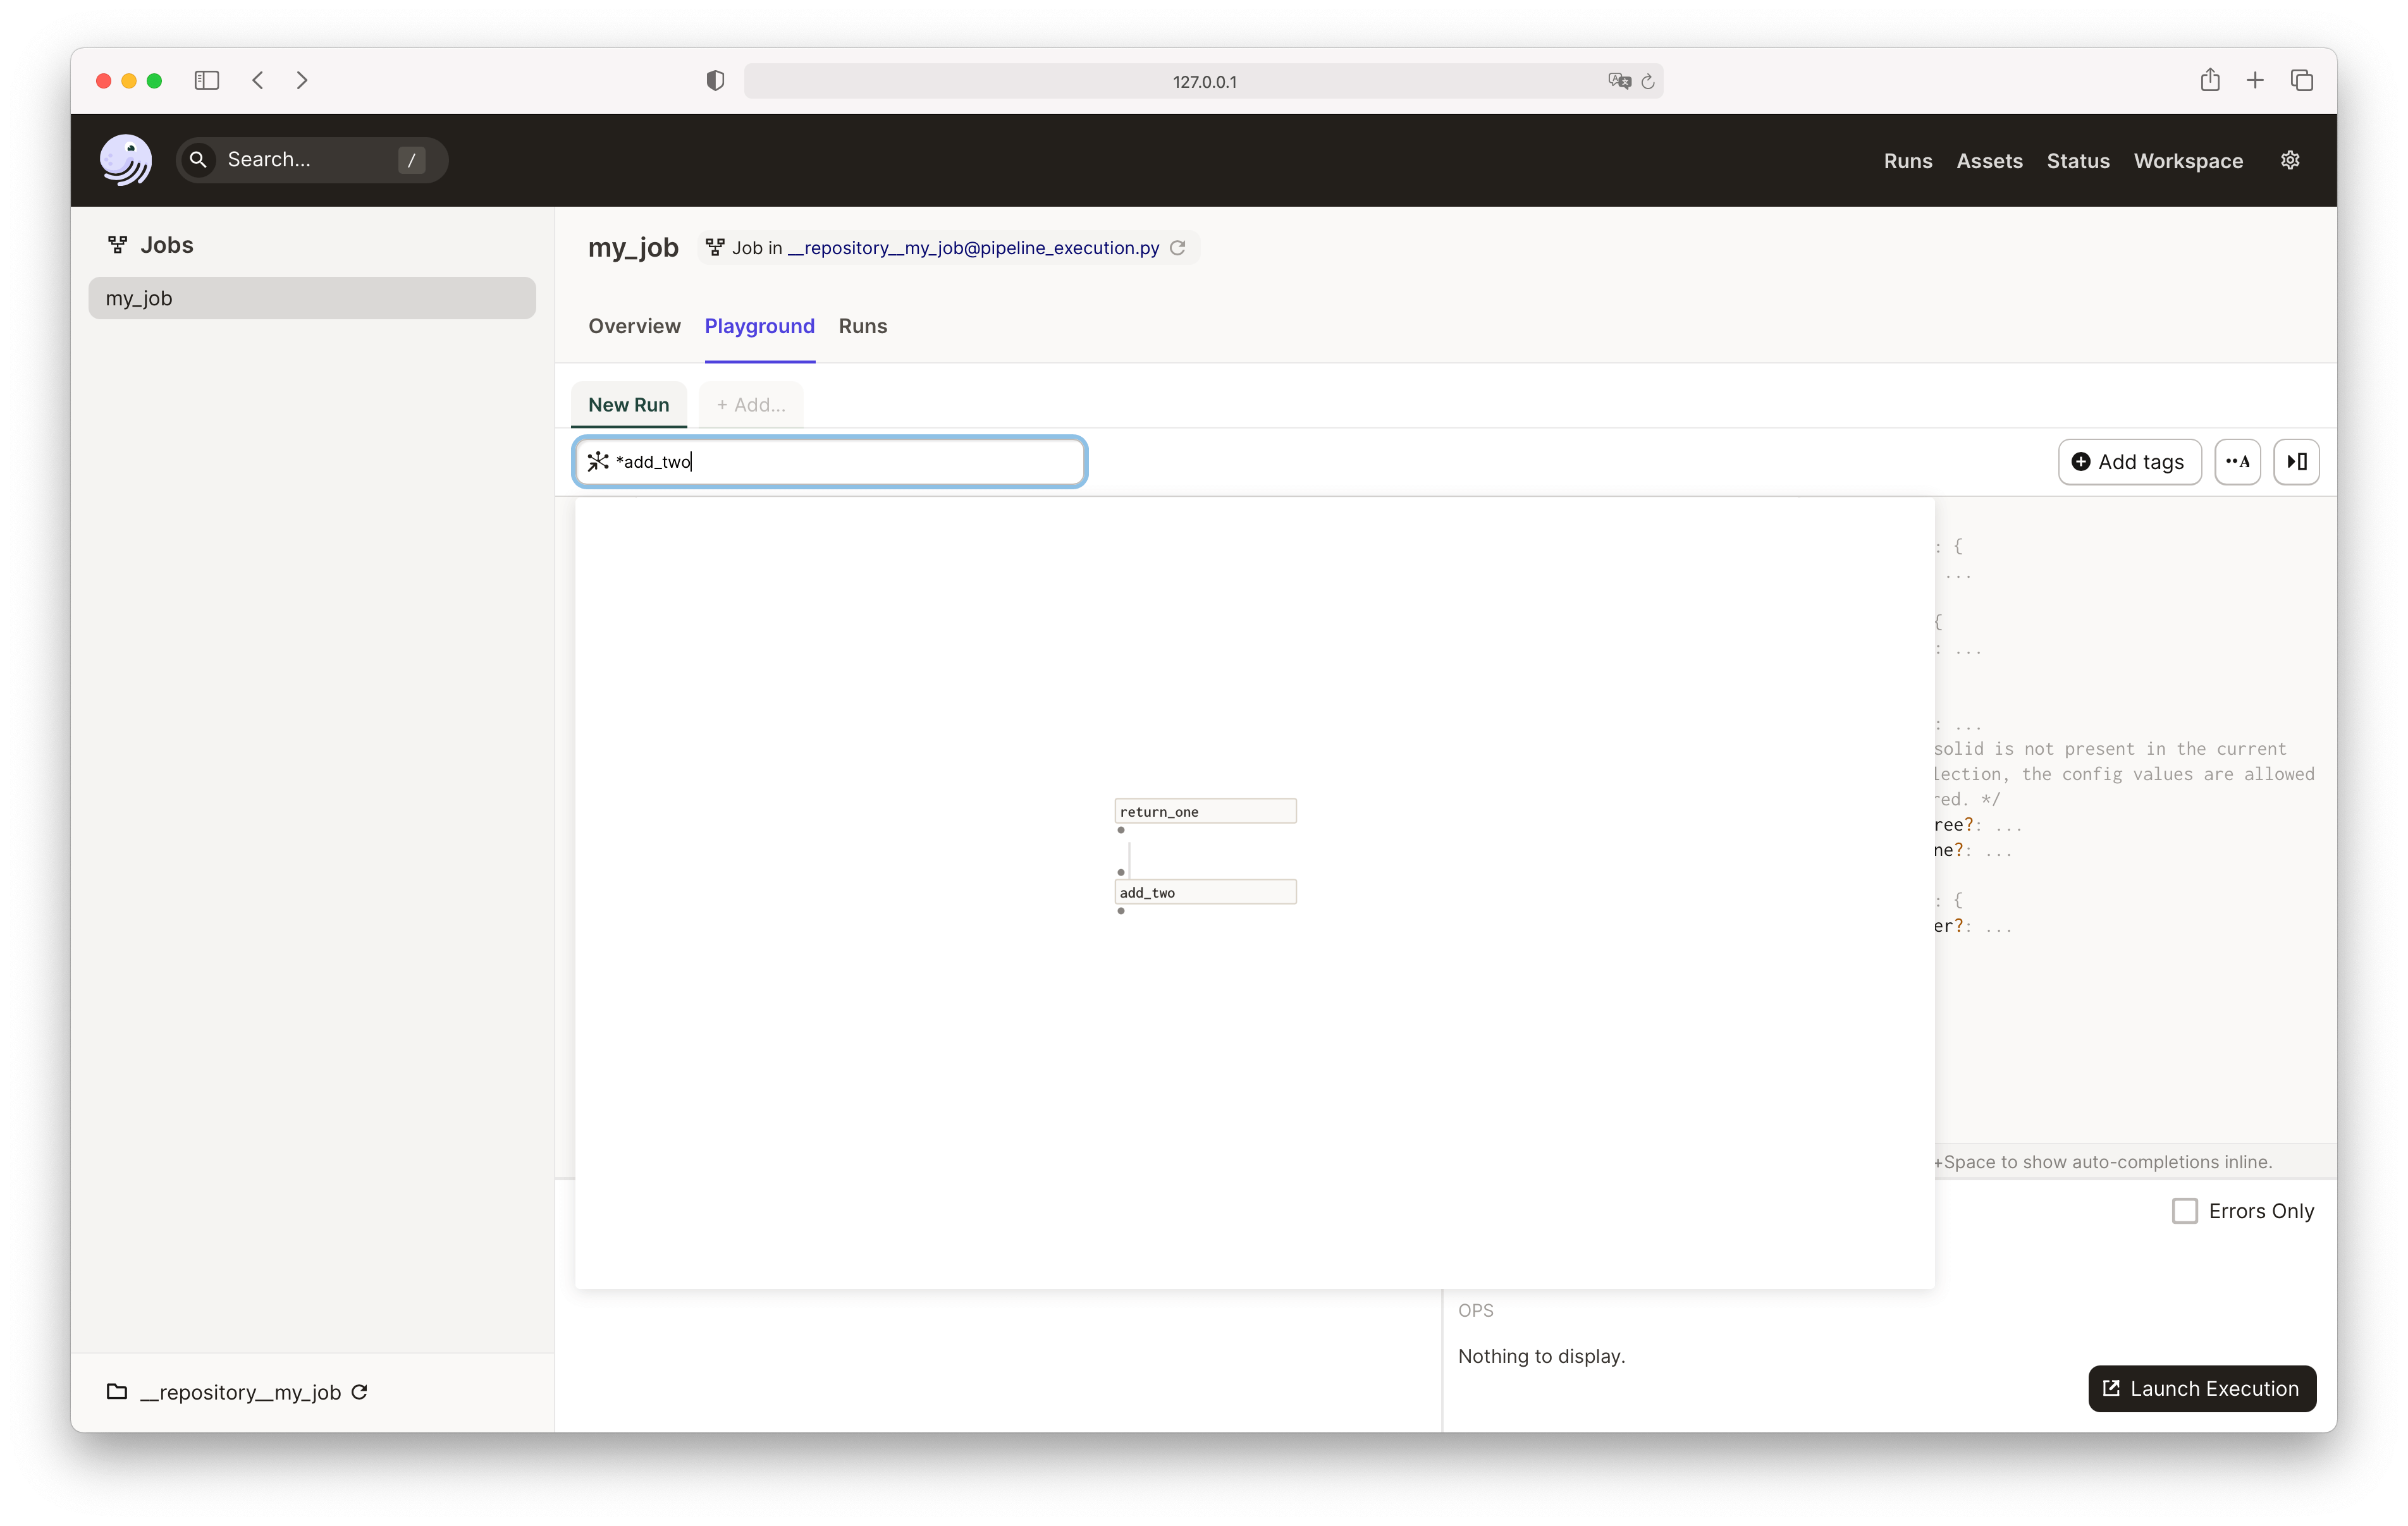 127.0.0.1
Search... /
Runs Assets Status Workspace
Jobs
my_job
my_job Job in __repository__my_job@pipeline_execution.py
Overview Playground Runs
New Run + Add...
*add_two
Add tags
: {
...
{
: ...
: ...
solid is not present in the current
lection, the config values are allowed
red. */
ree?: ...
ne?: ...
: {
er?: ...
return_one
add_two
+Space to show auto-completions inline.
Errors Only
OPS
Nothing to display.
Launch Execution
__repository__my_job